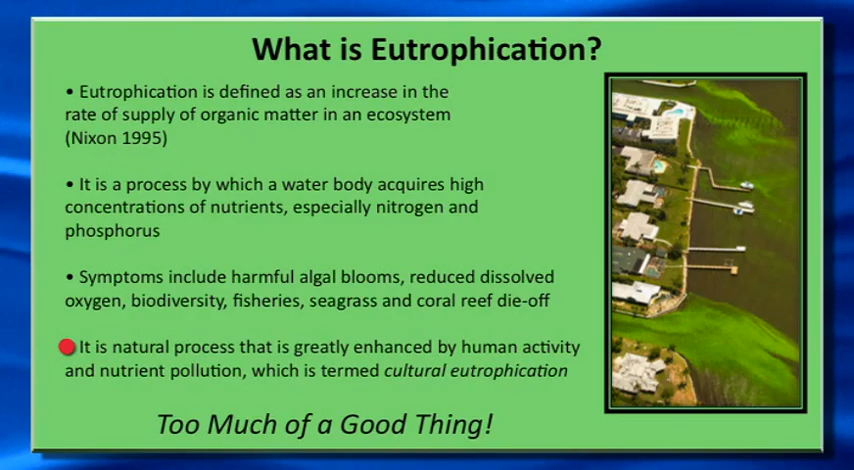 What is Eutrophication?
• Eutrophication is defined as an increase in the
rate of supply of organic matter in an ecosystem
(Nixon 1995)
• It is a process by which a water body acquires high
concentrations of nutrients, especially nitrogen and
phosphorus
• Symptoms include harmful algal blooms, reduced dissolved
oxygen, biodiversity, fisheries, seagrass and coral reef die-off
It is natural process that is greatly enhanced by human activity
and nutrient pollution, which is termed cultural eutrophication
Too Much of a Good Thing!